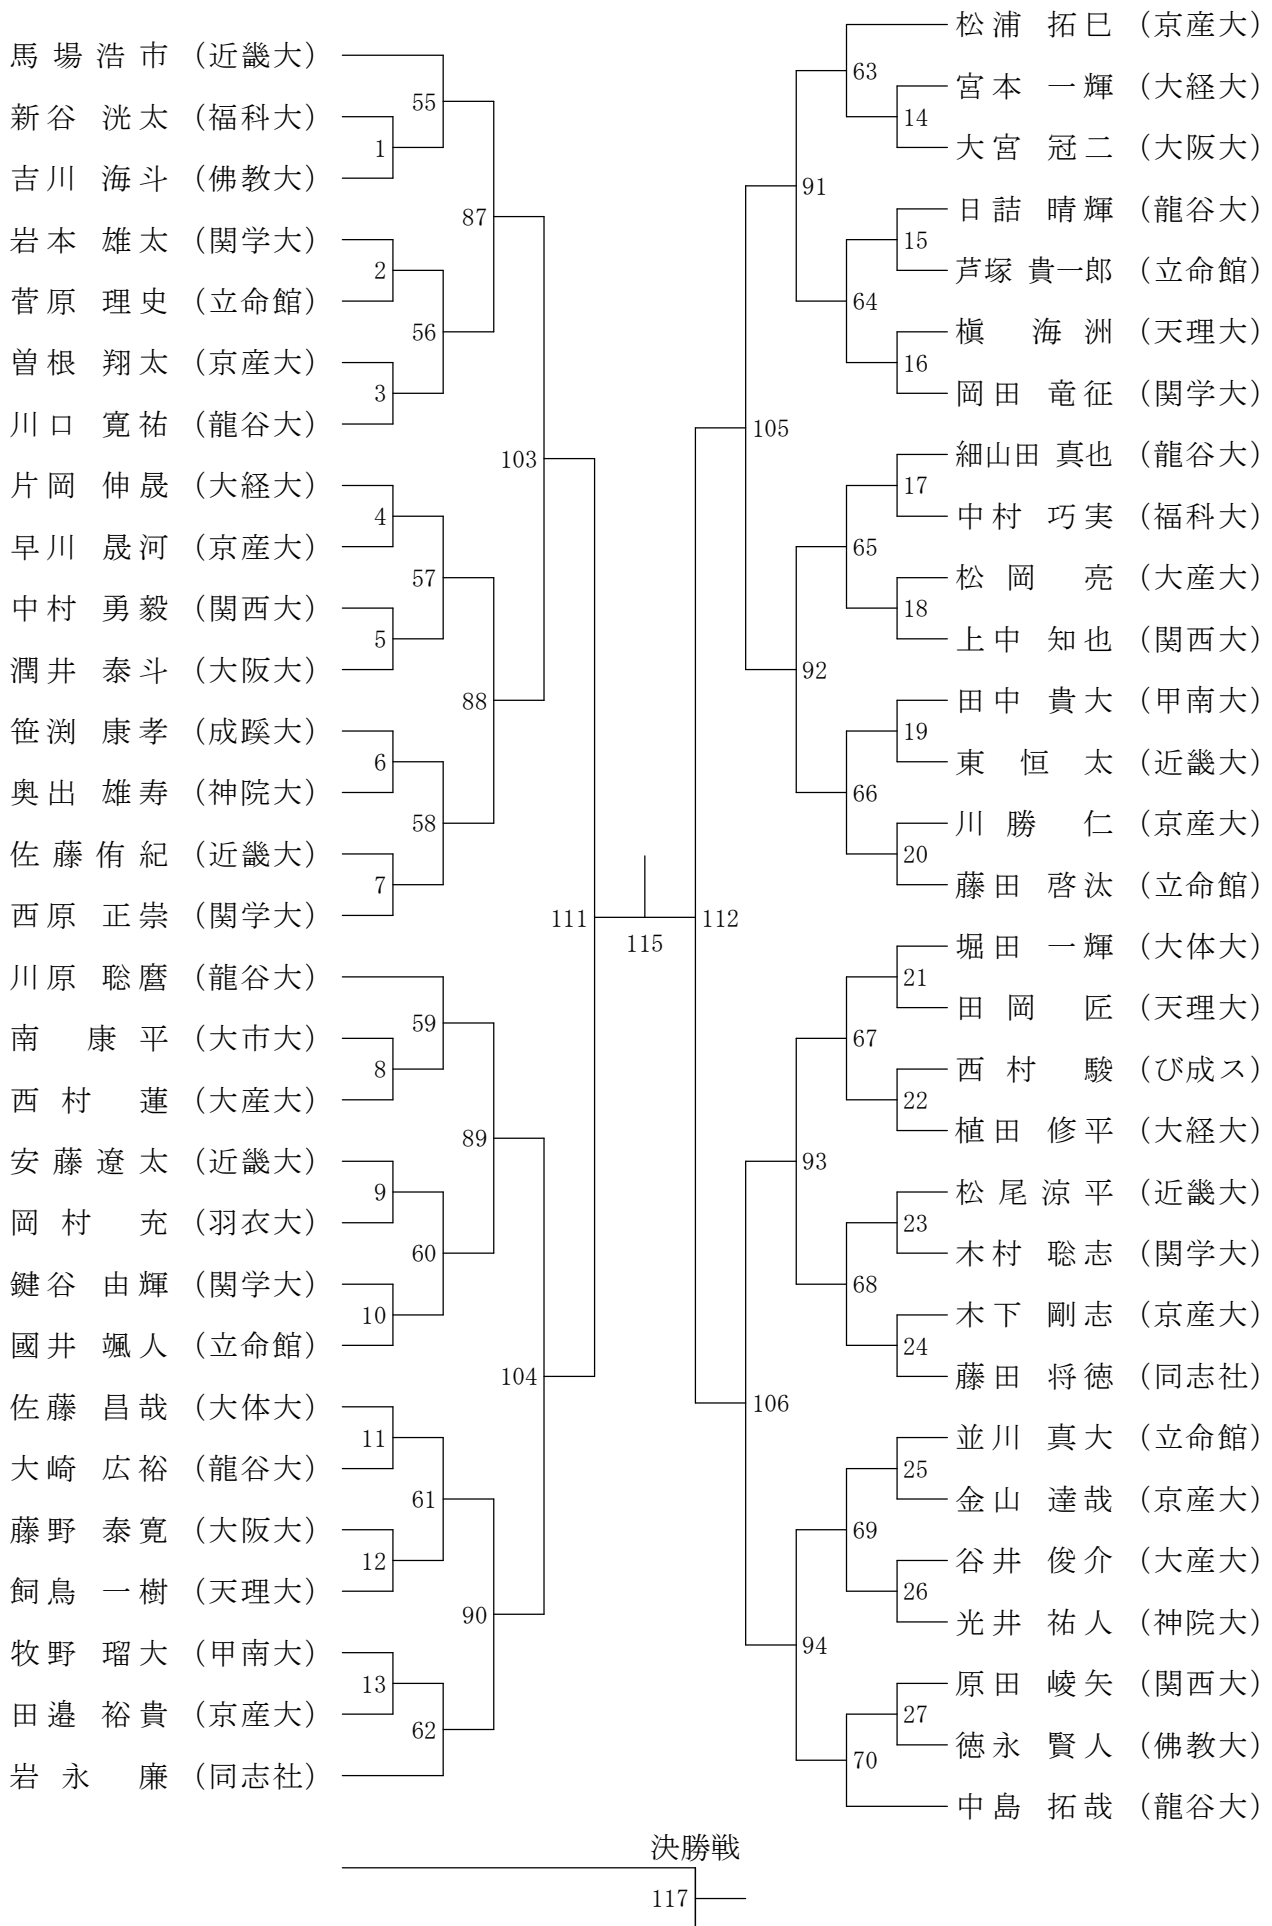 馬場浩市（近畿大）
55
新谷 洸太（福科大）
1
吉川 海斗（佛教大）
87
岩本 雄太（関学大）
2
菅原 理史（立命館）
56
曽根 翔太（京産大）
3
川口 寛祐（龍谷大）
103
片岡 伸晟（大経大）
4
早川 晟河（京産大）
57
中村 勇毅（関西大）
5
潤井 泰斗（大阪大）
88
笹渕 康孝（成蹊大）
6
奥出 雄寿（神院大）
58
佐藤侑紀（近畿大）
7
西原 正崇（関学大）
111
115
112
川原 聡麿（龍谷大）
59
南 康平（大市大）
8
西村 蓮（大産大）
89
安藤遼太（近畿大）
9
岡村 充（羽衣大）
60
鍵谷 由輝（関学大）
10
國井 颯人（立命館）
104
佐藤 昌哉（大体大）
11
大崎 広裕（龍谷大）
61
藤野 泰寛（大阪大）
12
飼鳥 一樹（天理大）
90
牧野 瑠大（甲南大）
13
田邉 裕貴（京産大）
62
岩永 廉（同志社）
松浦 拓巳（京産大）
63
宮本 一輝（大経大）
14
大宮 冠二（大阪大）
91
日詰 晴輝（龍谷大）
15
芦塚 貴一郎（立命館）
64
槇 海洲（天理大）
16
岡田 竜征（関学大）
105
細山田 真也（龍谷大）
17
中村 巧実（福科大）
65
松岡 亮（大産大）
18
上中 知也（関西大）
92
田中 貴大（甲南大）
19
東 恒太（近畿大）
66
川勝 仁（京産大）
20
藤田 啓汰（立命館）
堀田 一輝（大体大）
21
田岡 匠（天理大）
67
西村 駿（び成ス）
22
植田 修平（大経大）
93
松尾涼平（近畿大）
23
木村 聡志（関学大）
68
木下 剛志（京産大）
24
藤田 将徳（同志社）
106
並川 真大（立命館）
25
金山 達哉（京産大）
69
谷井 俊介（大産大）
26
光井 祐人（神院大）
94
原田 崚矢（関西大）
27
徳永 賢人（佛教大）
70
中島 拓哉（龍谷大）
決勝戦
117